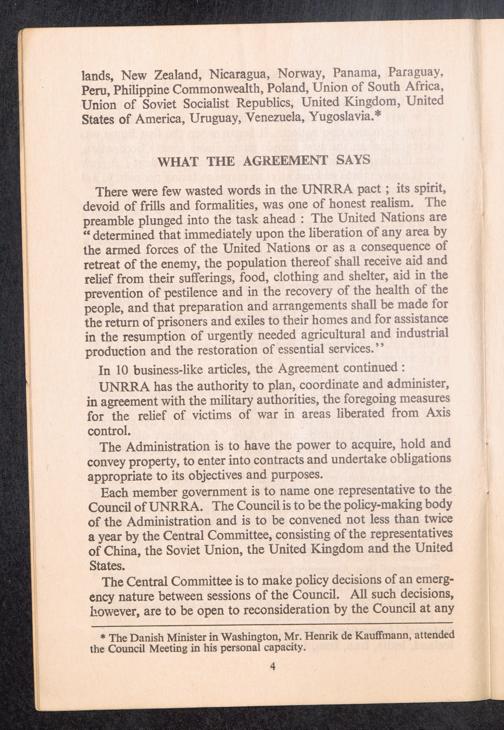 lands, New Zealand, Nicaragua, Norway, Panama, Paraguay,
Peru, Philippine Commonwealth, Poland, Union of South Africa,
Union of Soviet Socialist Republics, United Kingdom, United
States of America, Uruguay, Venezuela, Yugoslavia.*
WHAT THE AGREEMENT SAYS
There were few wasted words in the UNRRA pact ; its spirit,
devoid of frills and formalities, was one of honest realism. The
preamble plunged into the task ahead : The United Nations are
“ determined that immediately upon the liberation of any area by
the armed forces of the United Nations or as a consequence of
retreat of the enemy, the population thereof shall receive aid and
relief from their sufferings, food, clothing and shelter, aid in the
prevention of pestilence and in the recovery of the health of the
people, and that preparation and arrangements shall be made for
the return of prisoners and exiles to their homes and for assistance
in the resumption of urgently needed agricultural and industrial
production and the restoration of essential services.”
In 10 business-like articles, the Agreement continued :
UNRRA has the authority to plan, coordinate and administer,
in agreement with the military authorities, the foregoing measures
for the relief of victims of war in areas liberated from Axis
control.
The Administration is to have the power to acquire, hold and
convey property, to enter into contracts and undertake obligations
appropriate to its objectives and purposes.
Each member government is to name one representative to the
Council of UNRRA. The Council is to be the policy-making body
of the Administration and is to be convened not less than twice
a year by the Central Committee, consisting of the representatives
of China, the Soviet Union, the United Kingdom and the United
States.
The Central Committee is to make policy decisions of an emerg-
ency nature between sessions of the Council. All such decisions,
however, are to be open to reconsideration by the Council at any
* The Danish Minister in Washington, Mr. Henrik de Kauffmann, attended
the Council Meeting in his personal capacity.
4